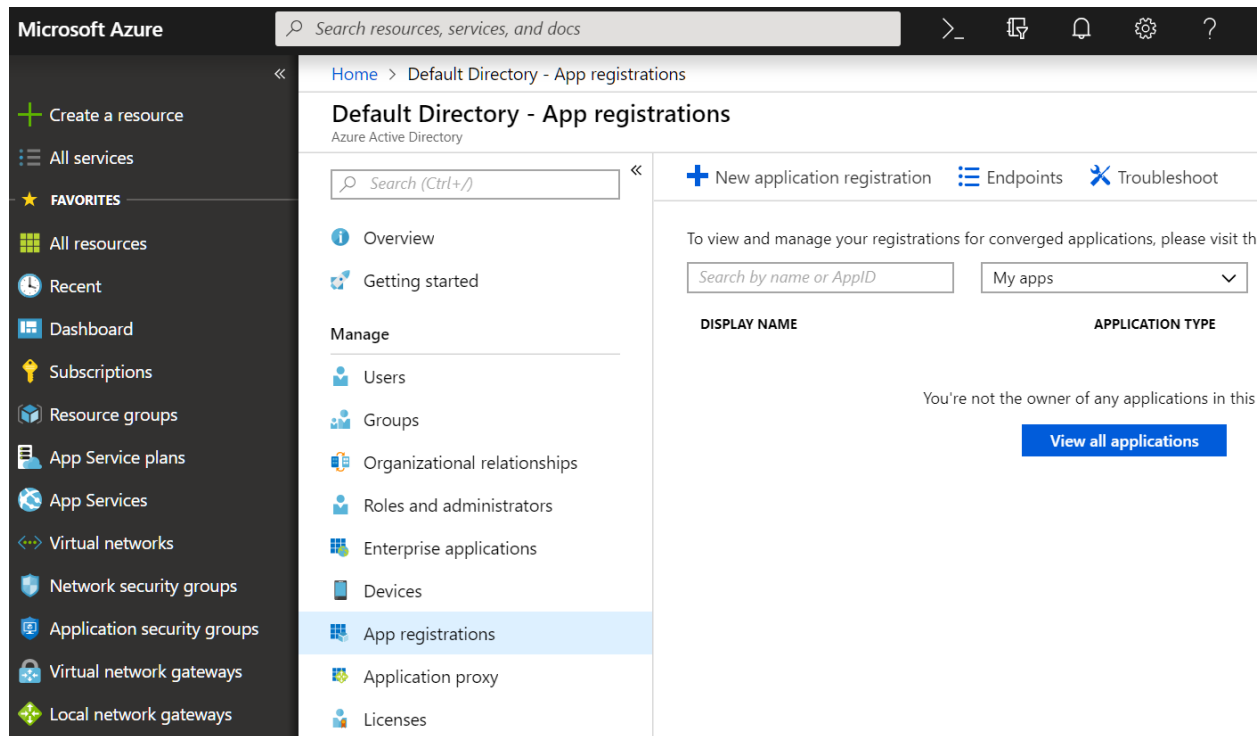 Microsoft Azure
Search resources, services, and docs
Create a resource
All services
FAVORITES
All resources
Recent
Dashboard
Subscriptions
Resource groups
App Service plans
App Services
Virtual networks
Network security groups
Application security groups
Virtual network gateways
Local network gateways
Home > Default Directory - App registrations
Default Directory - App registrations
Azure Active Directory
Search (Ctrl+/)
Overview
Getting started
Manage
Users
Groups
Organizational relationships
Roles and administrators
Enterprise applications
Devices
App registrations
Application proxy
Licenses
New application registration Endpoints Troubleshoot
To view and manage your registrations for converged applications, please visit th
Search by name or AppID My apps
DISPLAY NAME APPLICATION TYPE
You're not the owner of any applications in this
View all applications